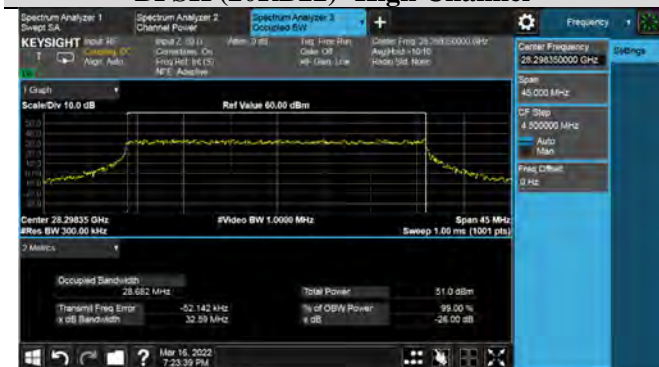 Spectrum Analyzer 1
Swept SA
Spectrum Analyzer 2
Channel Power
Spectrum Analyzer 3
Occupied BW
+
Frequency
KEYSIGHT Input: RF
Coupling: DC
Align: Auto
Input Z: 50 Ω
Corrections: On
Freq Ref: Int (S)
NFE: Adaptive
Atten: 0 dB
Trig: Free Run
Gate: Off
#IF Gain: Low
Center Freq: 28.298350000 GHz
Avg|Hold:>10/10
Radio Std: None
Center Frequency
28.298350000 GHz
Settings
Span
45.000 MHz
CF Step
4.500000 MHz
Auto
Man
Freq Offset
0 Hz
1 Graph
Scale/Div 10.0 dB
Ref Value 60.00 dBm
Center 28.29835 GHz
#Res BW 300.00 kHz
#Video BW 1.0000 MHz
Span 45 MHz
Sweep 1.00 ms (1001 pts)
2 Metrics
Occupied Bandwidth
28.682 MHz
Total Power
51.0 dBm
Transmit Freq Error
-52.142 kHz
% of OBW Power
99.00 %
x dB Bandwidth
32.59 MHz
x dB
-26.00 dB
?
Mar 16, 2022
7:23:39 PM